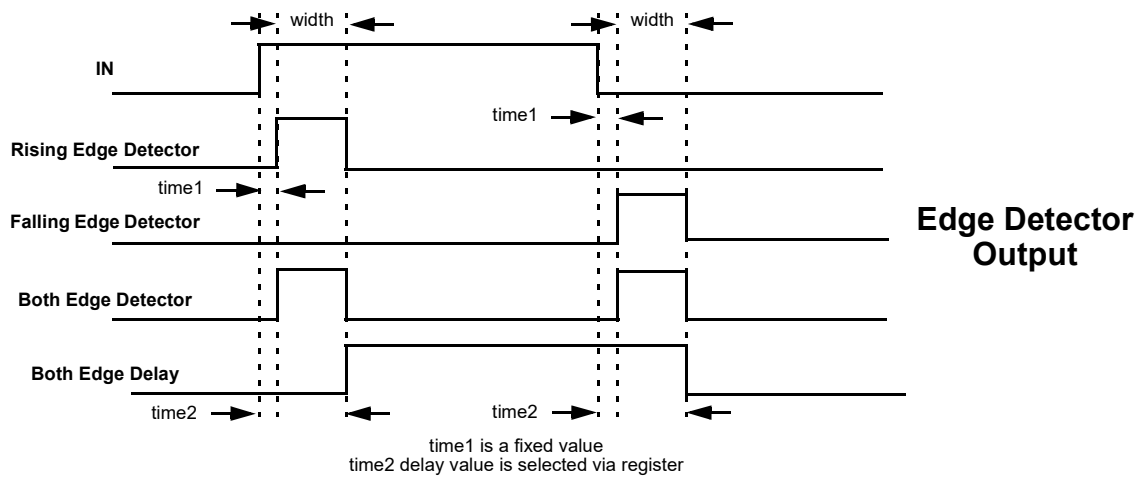 width
width
IN
time1
Rising Edge Detector
time1
Falling Edge Detector
Edge Detector
Output
Both Edge Detector
Both Edge Delay
time2
time2
time1 is a fixed value
time2 delay value is selected via register